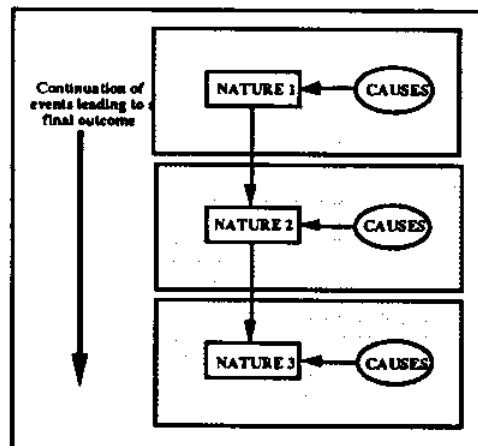 Continuation of
events leading to a
final outcome
NATURE 1
CAUSES
NATURE 2
CAUSES
NATURE 3
CAUSES